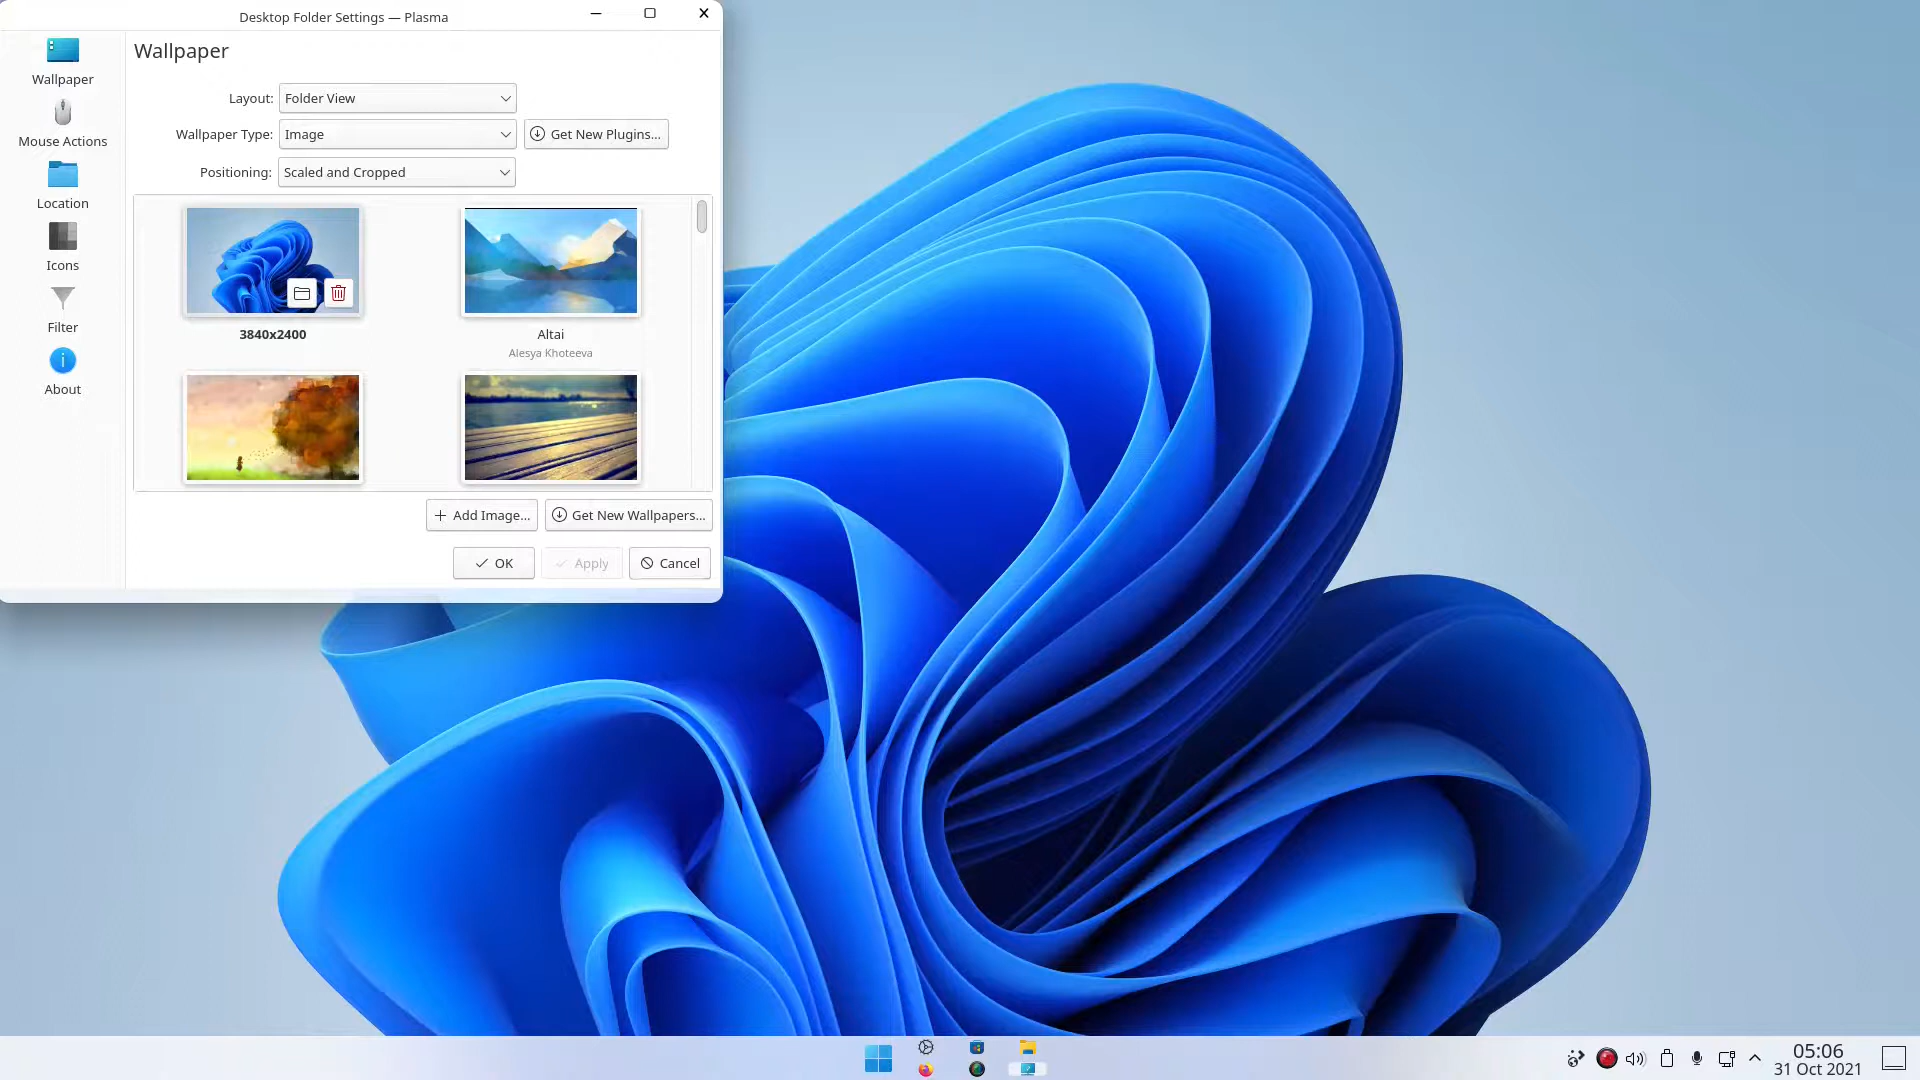 Desktop Folder Settings — Plasma
Wallpaper
Mouse Actions
Location
Icons
Filter
About
Wallpaper
Layout: Folder View
Wallpaper Type: Image Get New Plugins...
Positioning: Scaled and Cropped
3840x2400
Altai
Alesya Khoteeva
Add Image...
Get New Wallpapers...
OK
Apply
Cancel
05:06
31 Oct 2021